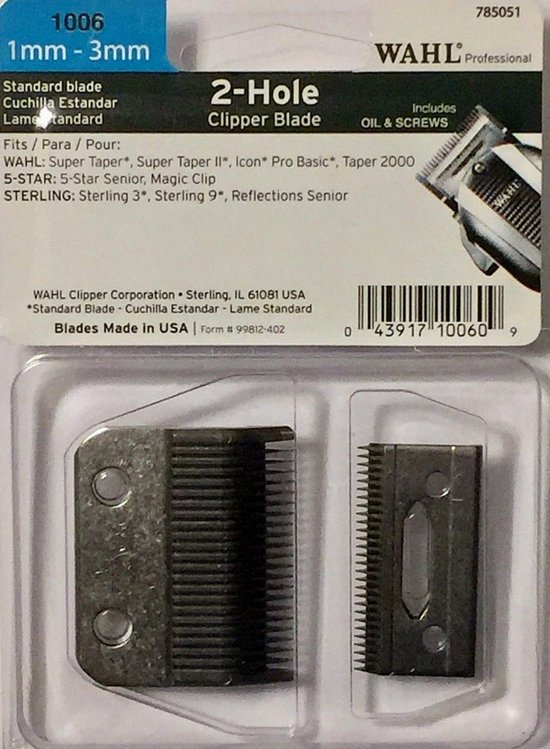 785051
1006
1mm - 3mm
WAHL® Professional
Standard blade
Cuchilla Estandar
Lame Standard
2-Hole
Clipper Blade
Includes
OIL & SCREWS
Fits / Para / Pour:
WAHL: Super Taper*, Super Taper II*, Icon* Pro Basic*, Taper 2000
5-STAR: 5-Star Senior, Magic Clip
STERLING: Sterling 3*, Sterling 9*, Reflections Senior
WAHL
WAHL Clipper Corporation • Sterling, IL 61081 USA
*Standard Blade - Cuchilla Estandar - Lame Standard
Blades Made in USA | Form # 99812-402
0 43917 10060 9